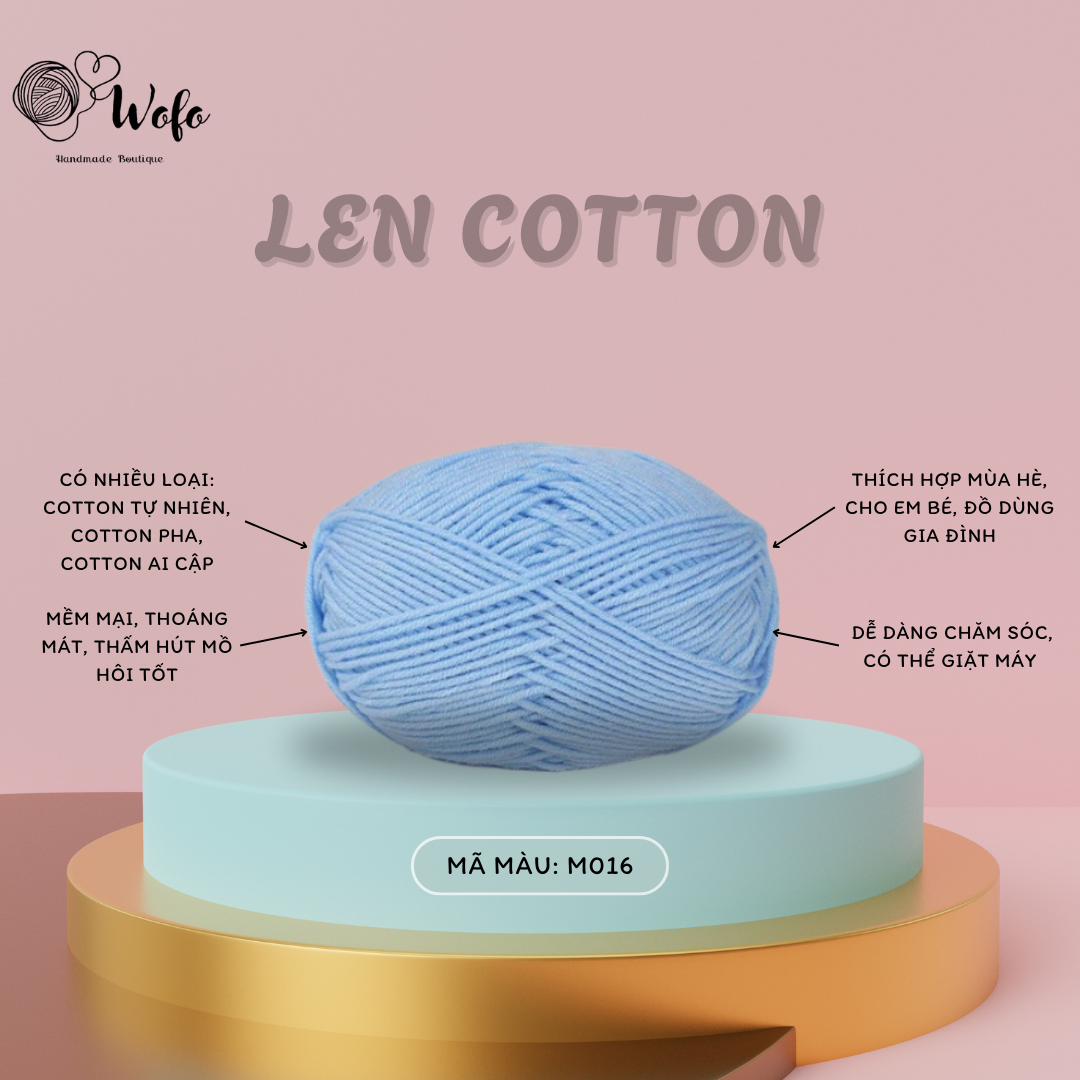 Wofo
Handmade Boutique
LEN COTTON
CÓ NHIỀU LOẠI:
COTTON TỰ NHIÊN,
COTTON PHA,
COTTON AI CẬP
MỀM MẠI, THOÁNG
MÁT, THẤM HÚT MỒ
HÔI TỐT
THÍCH HỢP MÙA HÈ,
CHO EM BÉ, ĐỒ DÙNG
GIA ĐÌNH
DỄ DÀNG CHĂM SÓC,
CÓ THỂ GIẶT MÁY
MÃ MÀU: M016